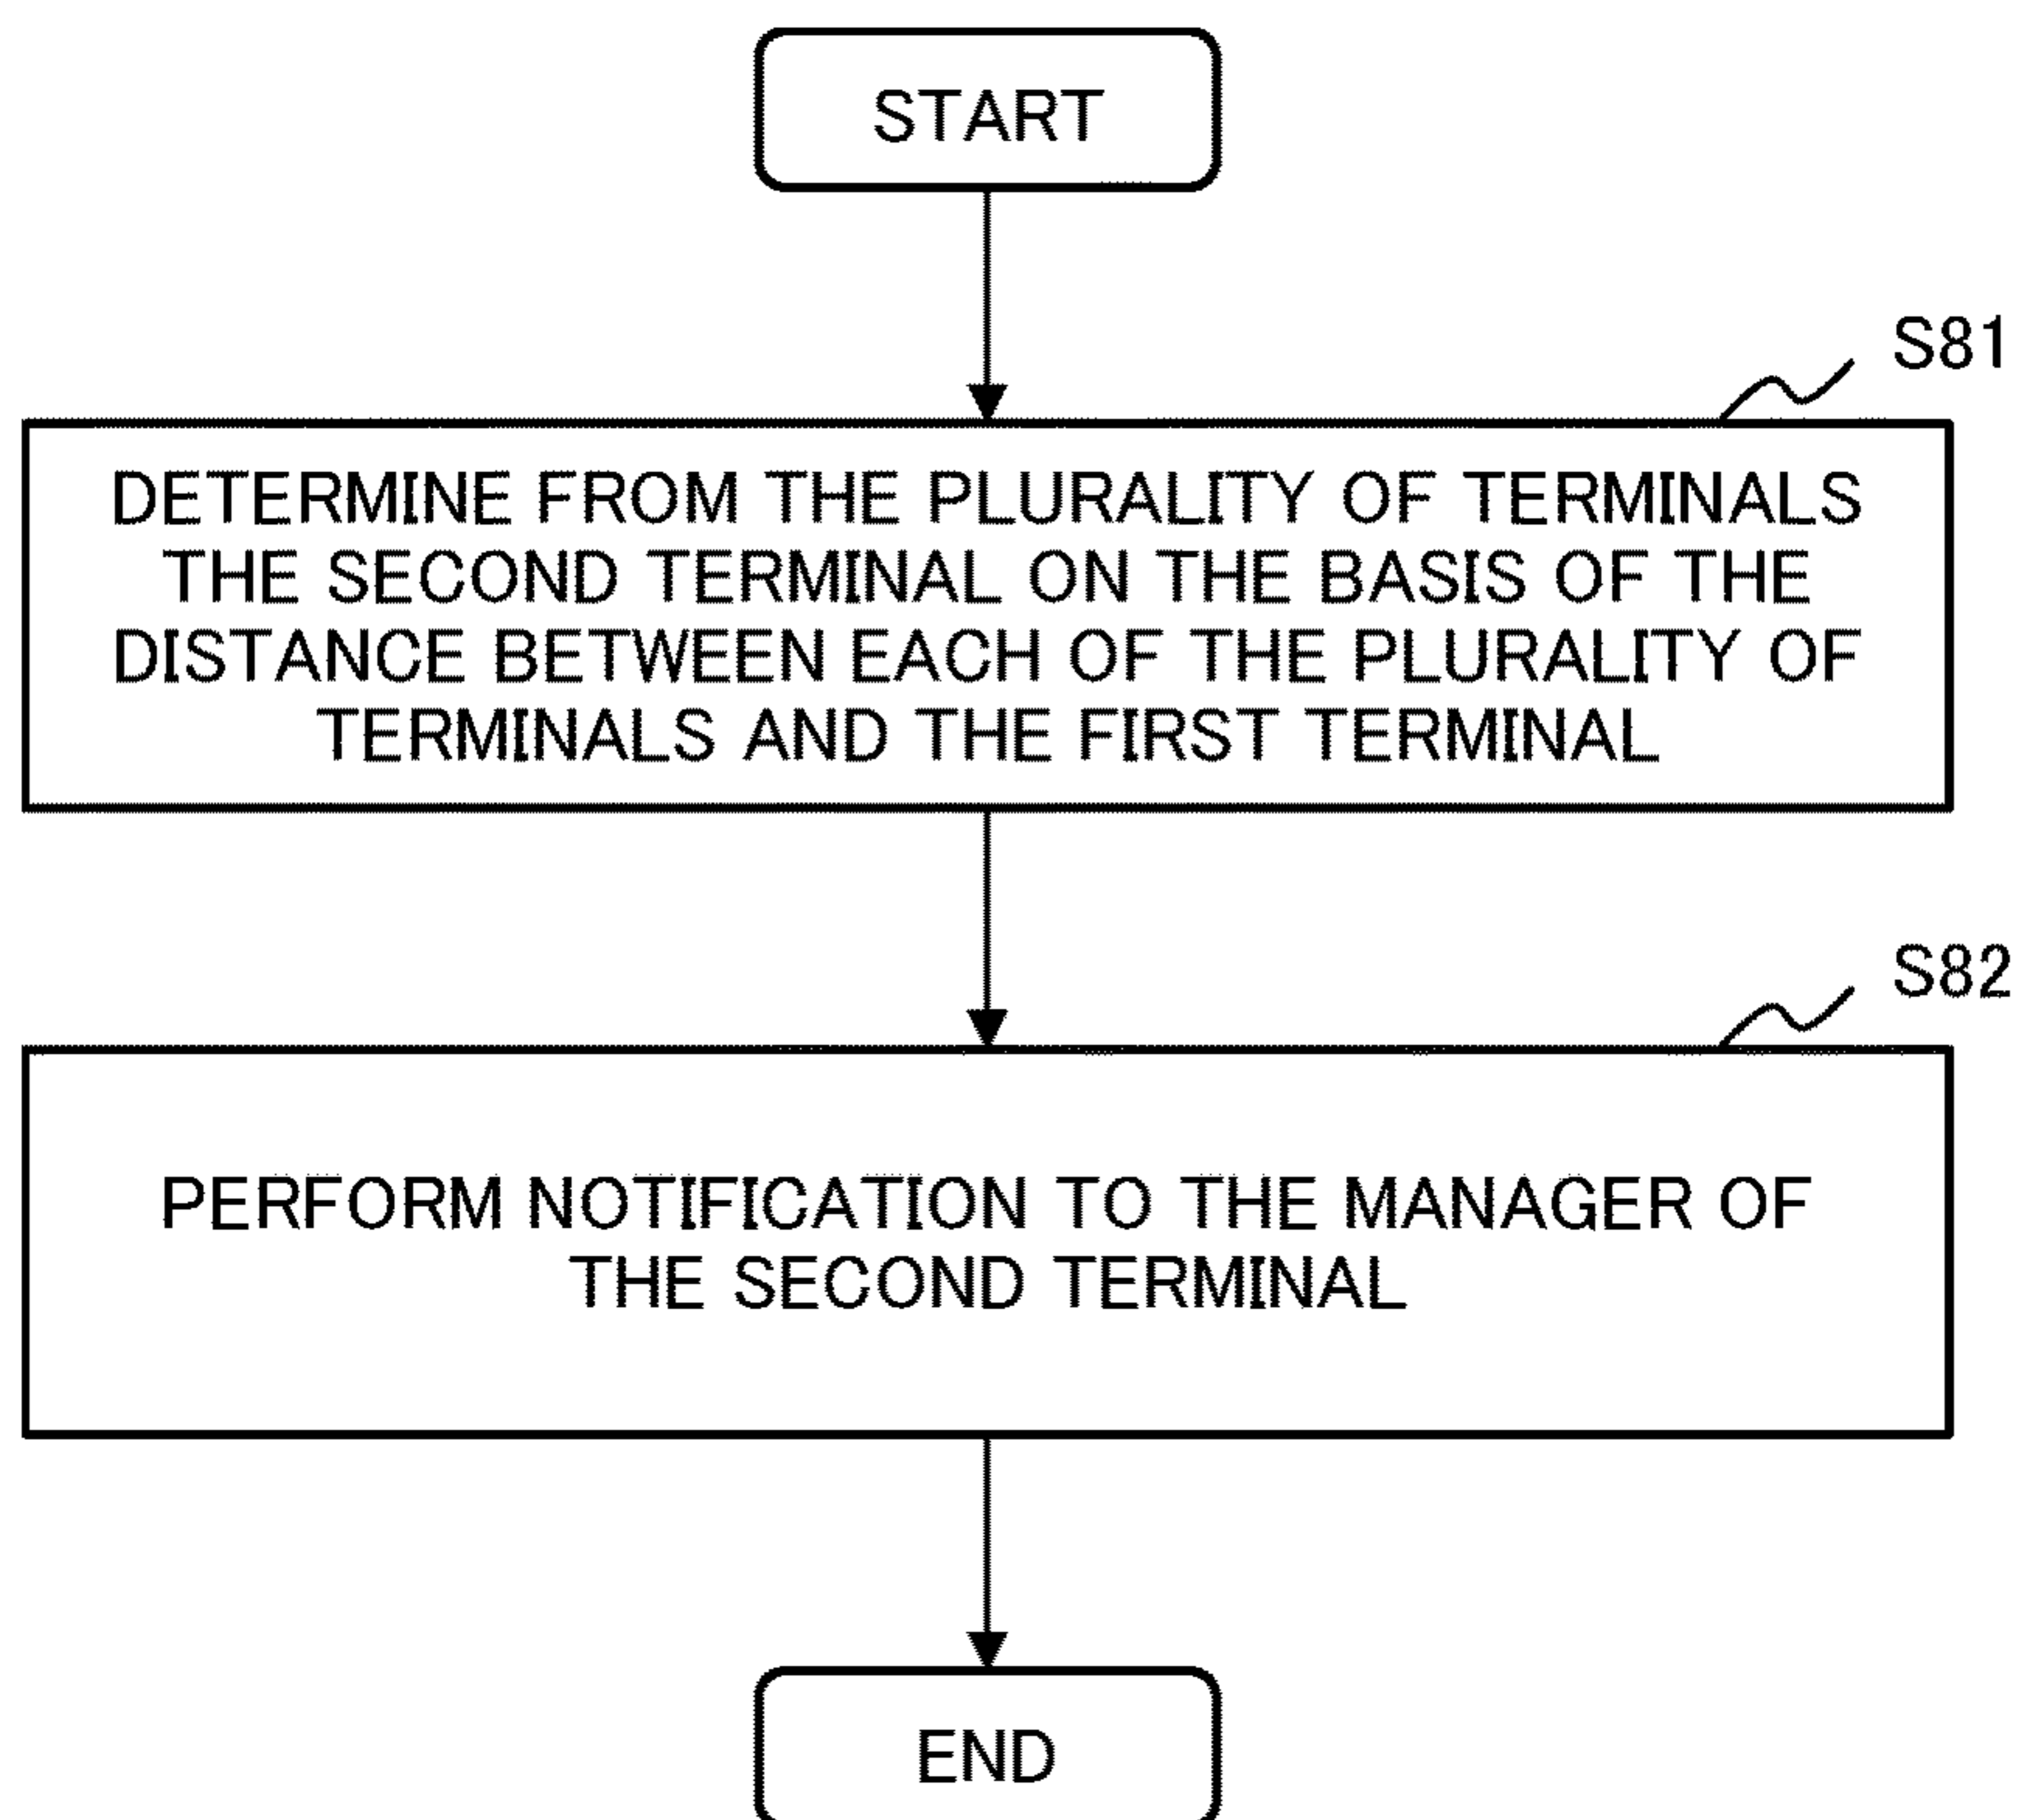 START
S81
DETERMINE FROM THE PLURALITY OF TERMINALS
THE SECOND TERMINAL ON THE BASIS OF THE
DISTANCE BETWEEN EACH OF THE PLURALITY OF
TERMINALS AND THE FIRST TERMINAL
S82
PERFORM NOTIFICATION TO THE MANAGER OF
THE SECOND TERMINAL
END